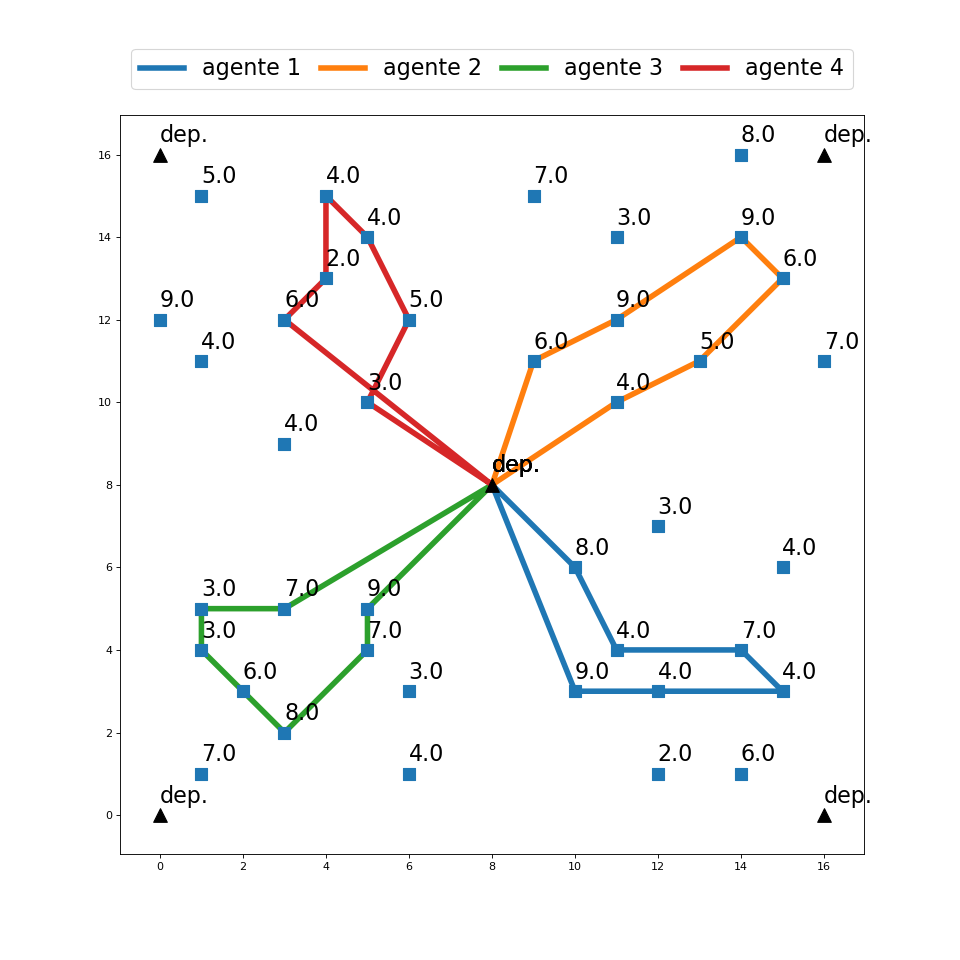 agente 1 agente 2 agente 3 agente 4
dep. 8.0 dep.
16
5.0 4.0 7.0
4.0 3.0 9.0
14
2.0 6.0
9.0 6.0 5.0 9.0
12
4.0 6.0 5.0 7.0
3.0 4.0
10
4.0
dep.
8
3.0
8.0 4.0
6
3.0 7.0 9.0
3.0 7.0 4.0 7.0
4
6.0 3.0 9.0 4.0 4.0
8.0
2
7.0 4.0 2.0 6.0
dep. dep.
0
0 2 4 6 8 10 12 14 16